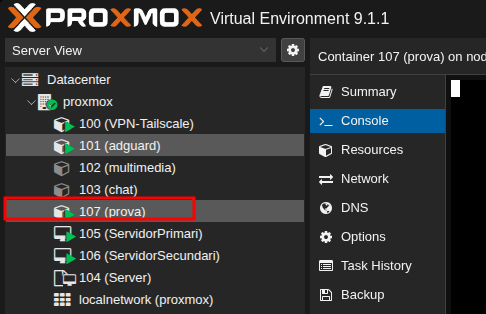 PROXMOX Virtual Environment 9.1.1
Server View
Datacenter
proxmox
100 (VPN-Tailscale)
101 (adguard)
102 (multimedia)
103 (chat)
107 (prova)
105 (ServidorPrimari)
106 (ServidorSecundari)
104 (Server)
localnetwork (proxmox)
Container 107 (prova) on nod
Summary
Console
Resources
Network
DNS
Options
Task History
Backup